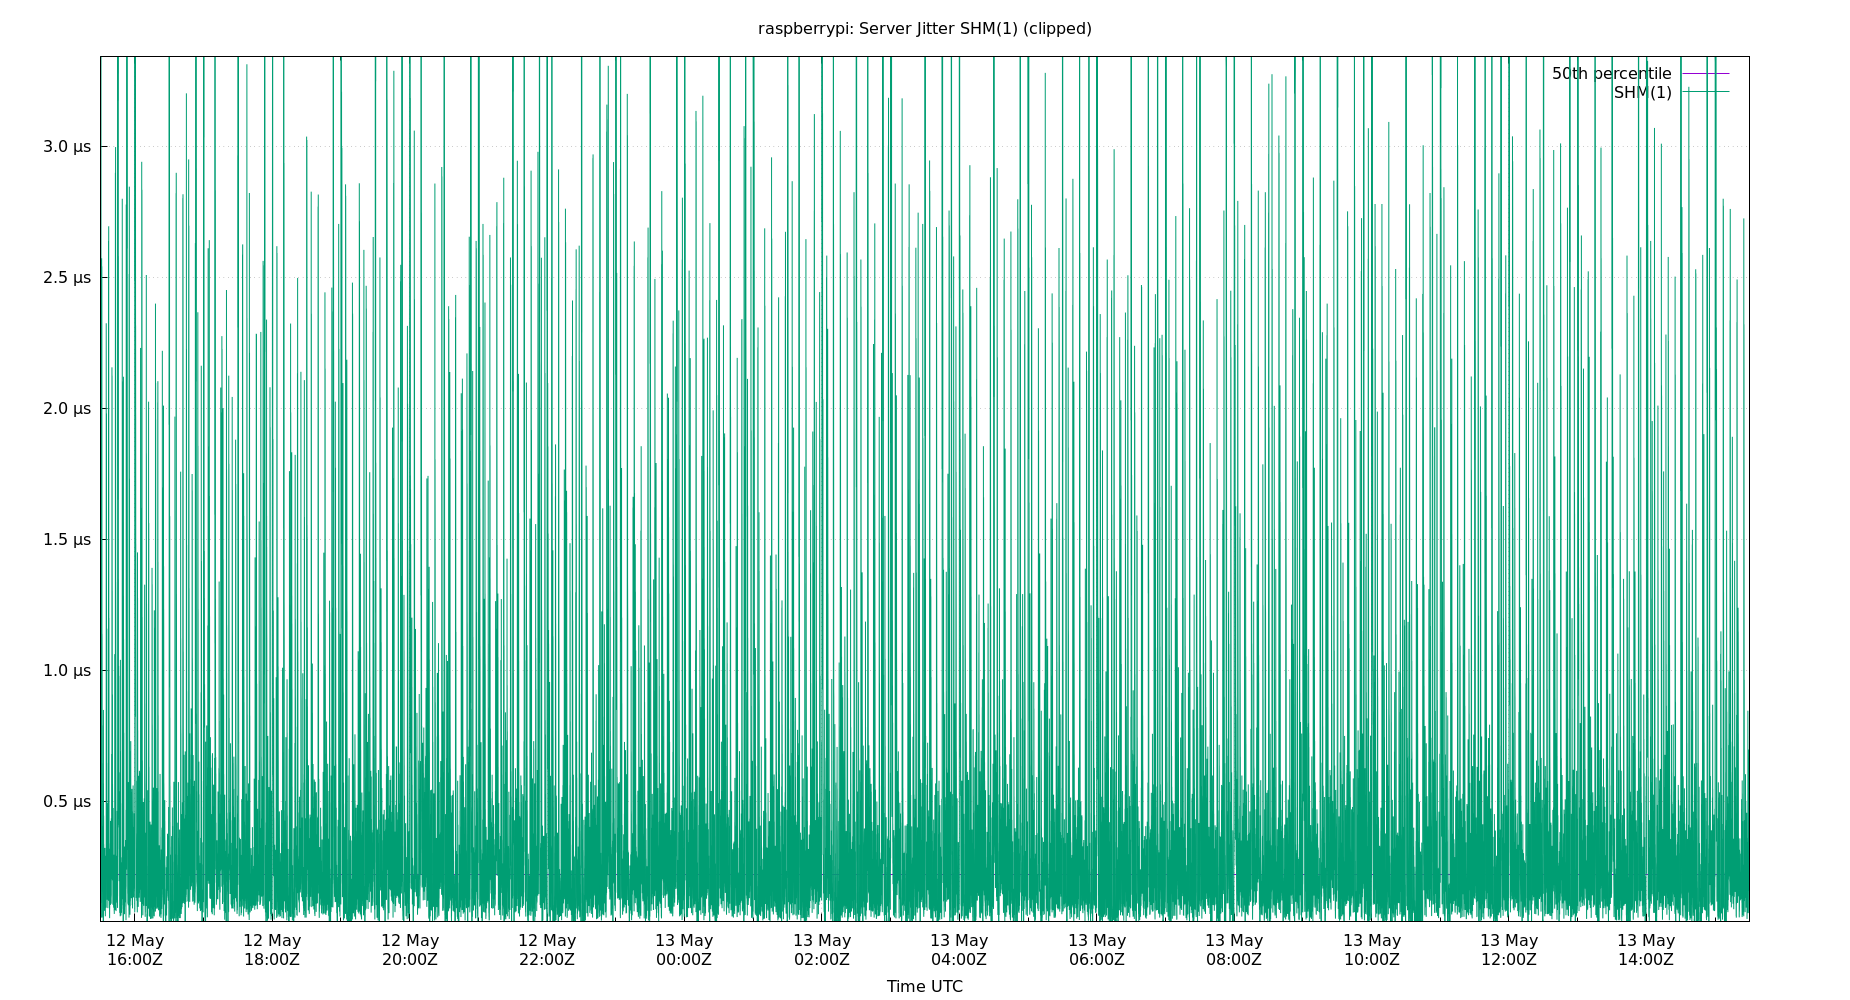 raspberrypi: Server Jitter SHM(1) (clipped)
50th percentile
SHM(1)
3.0 µs
2.5 µs
2.0 µs
1.5 µs
1.0 µs
0.5 µs
12 May 12 May 12 May 12 May 13 May 13 May 13 May 13 May 13 May 13 May 13 May 13 May
16:00Z 18:00Z 20:00Z 22:00Z 00:00Z 02:00Z 04:00Z 06:00Z 08:00Z 10:00Z 12:00Z 14:00Z
Time UTC